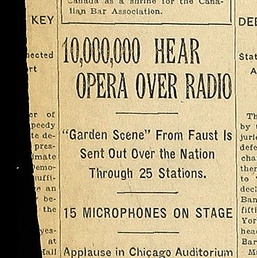 Canada as a shrine for the Cana-
dian Bar Association.
10,000,000 HEAR
OPERA OVER RADIO
"Garden Scene" From Faust Is
Sent Out Over the Nation
Through 25 Stations.
15 MICROPHONES ON STAGE
Applause in Chicago Auditorium
KEY